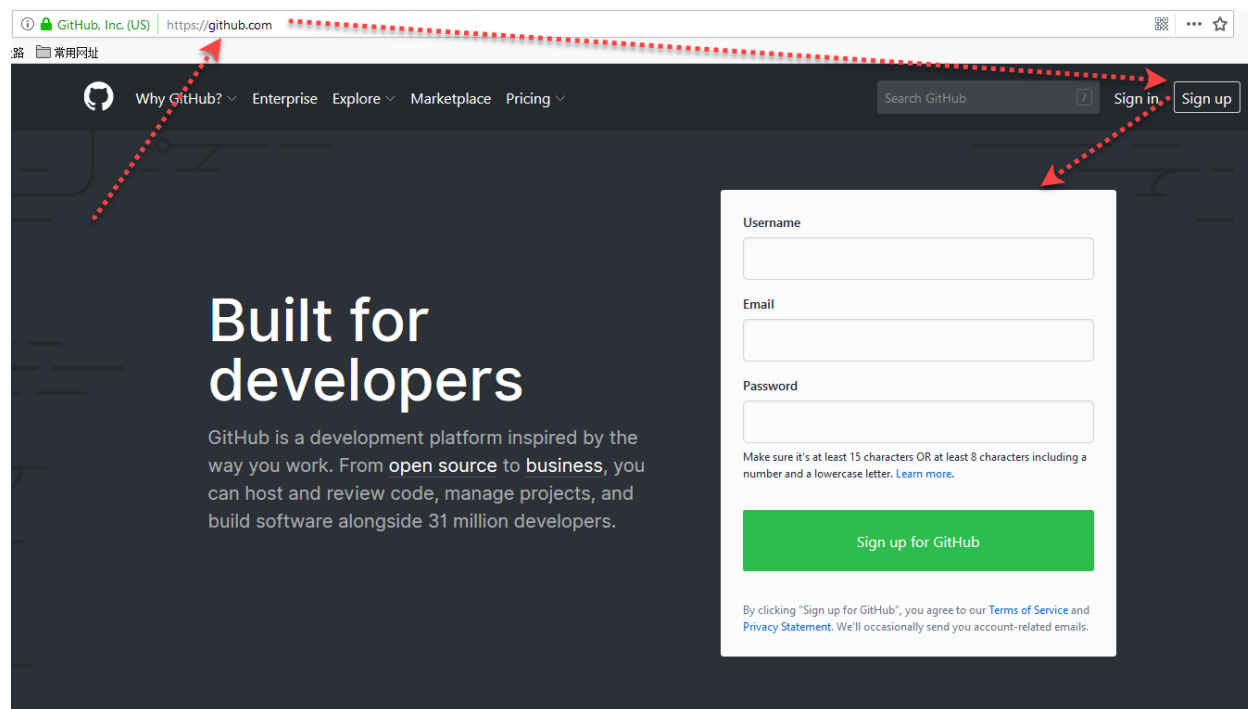 GitHub, Inc. (US) https://github.com
路 常用网址
Why GitHub? Enterprise Explore Marketplace Pricing Search GitHub / Sign in Sign up
Username
Email
Built for
developers
Password
GitHub is a development platform inspired by the
way you work. From open source to business, you
can host and review code, manage projects, and
build software alongside 31 million developers.
Make sure it's at least 15 characters OR at least 8 characters including a
number and a lowercase letter. Learn more.
Sign up for GitHub
By clicking “Sign up for GitHub”, you agree to our Terms of Service and
Privacy Statement. We'll occasionally send you account-related emails.